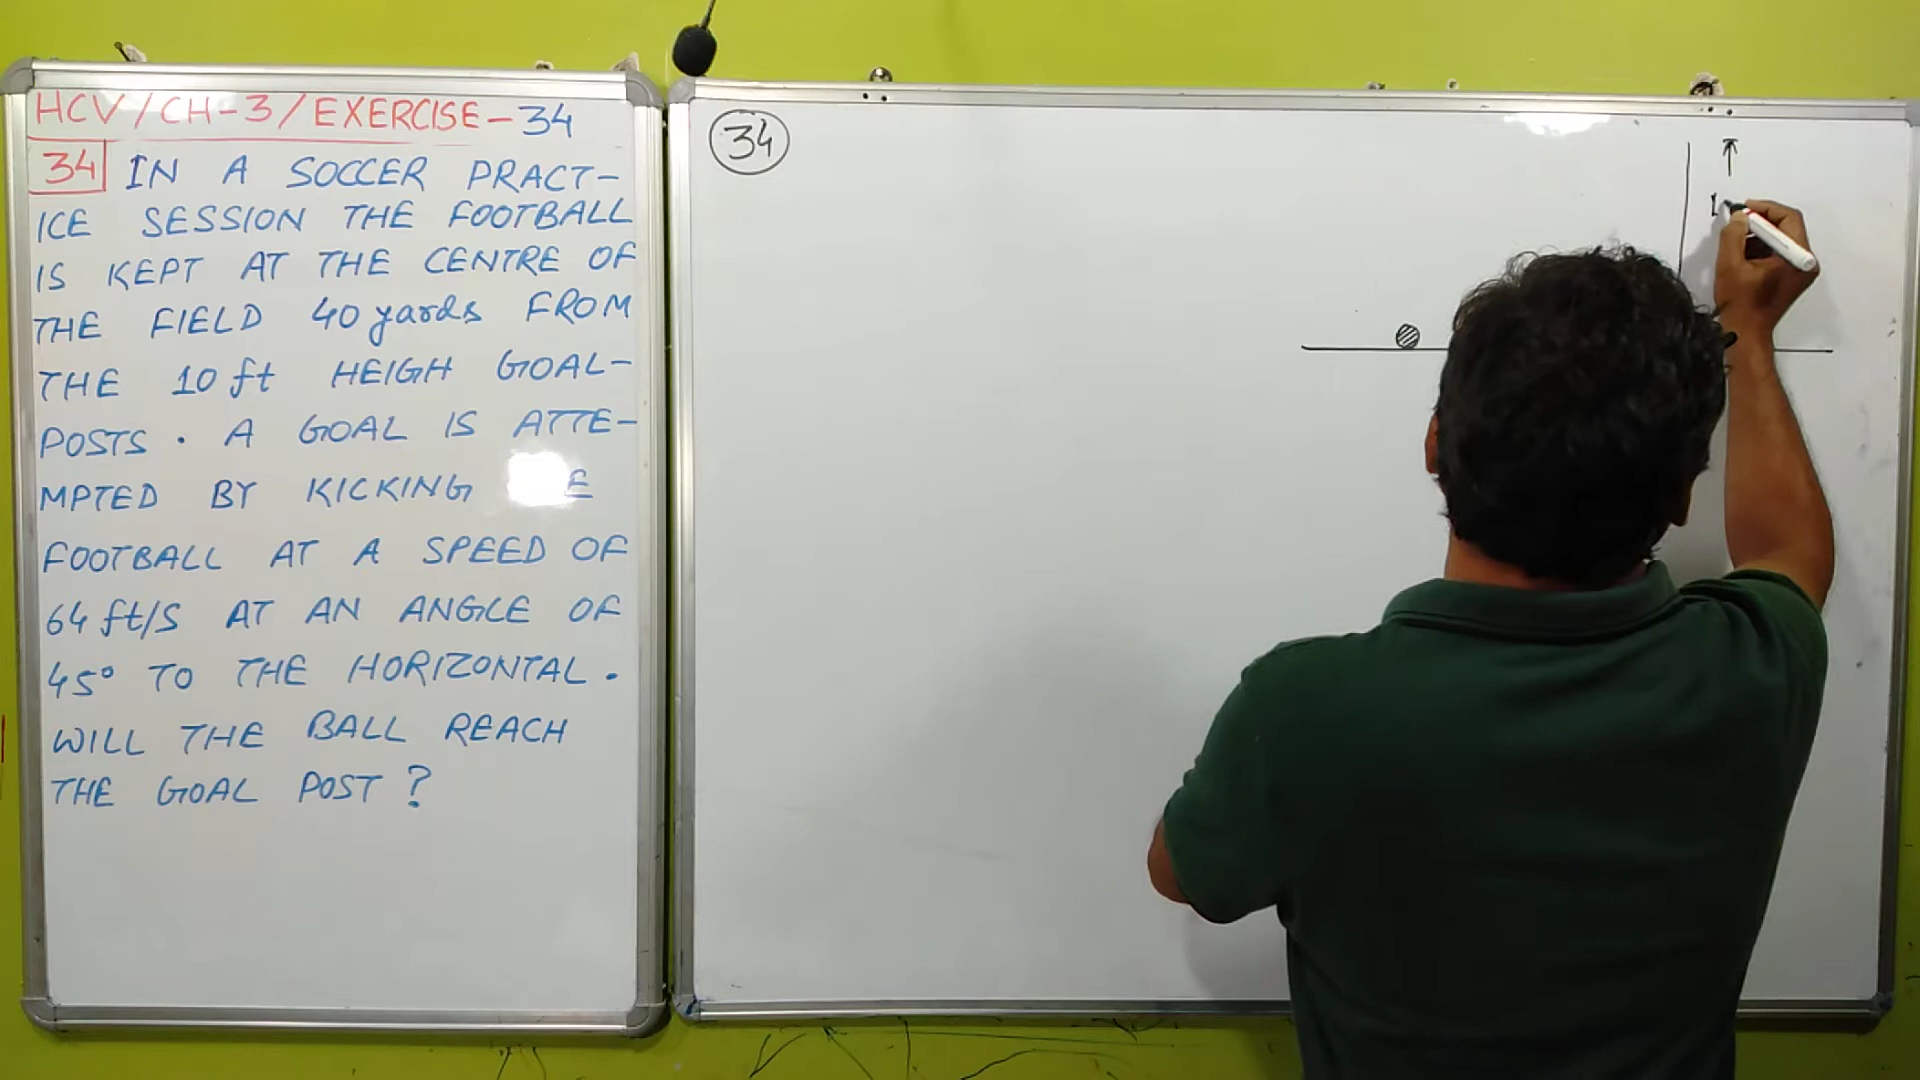 HCV/CH-3/EXERCISE-34
34 IN A SOCCER PRACT-
ICE SESSION THE FOOTBALL
IS KEPT AT THE CENTRE OF
THE FIELD 40 yards FROM
THE 10 ft HEIGH GOAL-
POSTS. A GOAL IS ATTE-
MPTED BY KICKING
FOOTBALL AT A SPEED OF
64 ft/s AT AN ANGLE OF
45° TO THE HORIZONTAL.
WILL THE BALL REACH
THE GOAL POST?
34